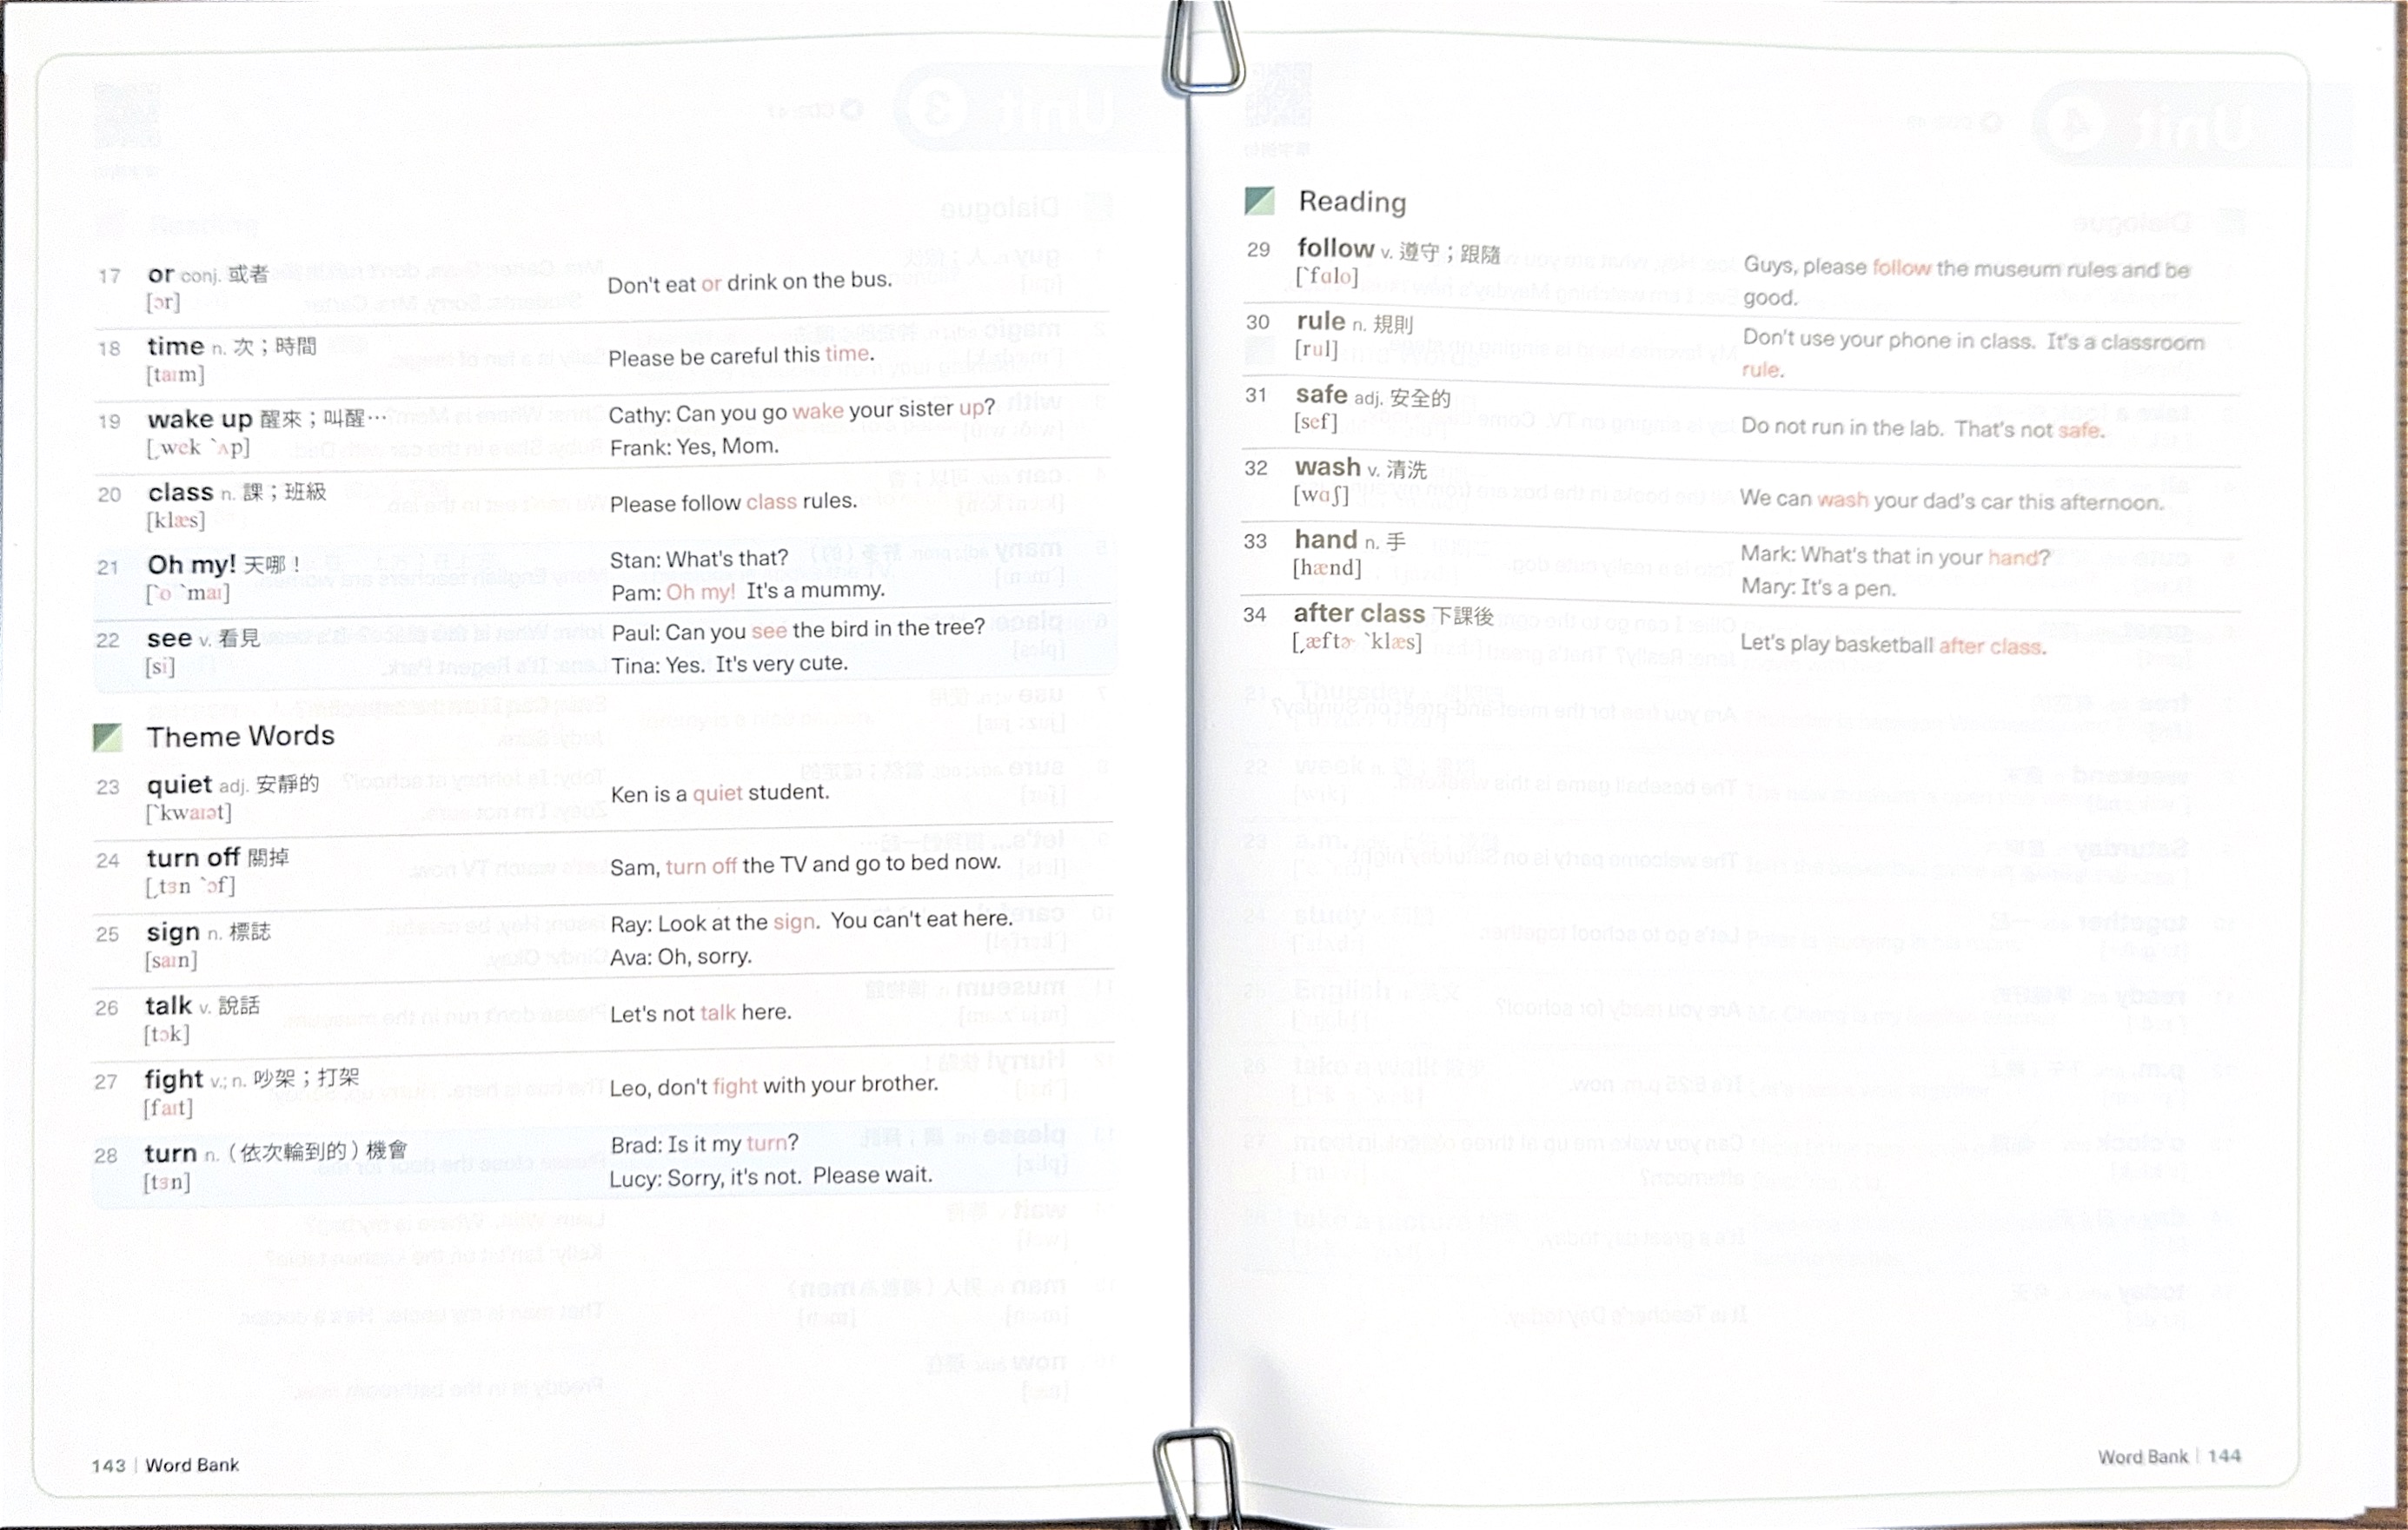 17 or conj. 或者
[ɔr]
Don't eat or drink on the bus.
18 time n. 次；時間
[taɪm]
Please be careful this time.
19 wake up 醒來；叫醒…
[ˌwek ˋʌp]
Cathy: Can you go wake your sister up?
Frank: Yes, Mom.
20 class n. 課；班級
[klæs]
Please follow class rules.
21 Oh my! 天哪！
[ˋo ˋmaɪ]
Stan: What's that?
Pam: Oh my! It's a mummy.
22 see v. 看見
[si]
Paul: Can you see the bird in the tree?
Tina: Yes. It's very cute.
Theme Words
23 quiet adj. 安靜的
[ˋkwaɪət]
Ken is a quiet student.
24 turn off 關掉
[ˌtɝn ˋɔf]
Sam, turn off the TV and go to bed now.
25 sign n. 標誌
[saɪn]
Ray: Look at the sign. You can't eat here.
Ava: Oh, sorry.
26 talk v. 說話
[tɔk]
Let's not talk here.
27 fight v.; n. 吵架；打架
[faɪt]
Leo, don't fight with your brother.
28 turn n.（依次輪到的）機會
[tɝn]
Brad: Is it my turn?
Lucy: Sorry, it's not. Please wait.
143 | Word Bank
Reading
29 follow v. 遵守；跟隨
[ˋfɑlo]
Guys, please follow the museum rules and be
good.
30 rule n. 規則
[rul]
Don't use your phone in class. It's a classroom
rule.
31 safe adj. 安全的
[sef]
Do not run in the lab. That's not safe.
32 wash v. 清洗
[wɑʃ]
We can wash your dad's car this afternoon.
33 hand n. 手
[hænd]
Mark: What's that in your hand?
Mary: It's a pen.
34 after class 下課後
[ˌæftɚ ˋklæs]
Let's play basketball after class.
Word Bank | 144